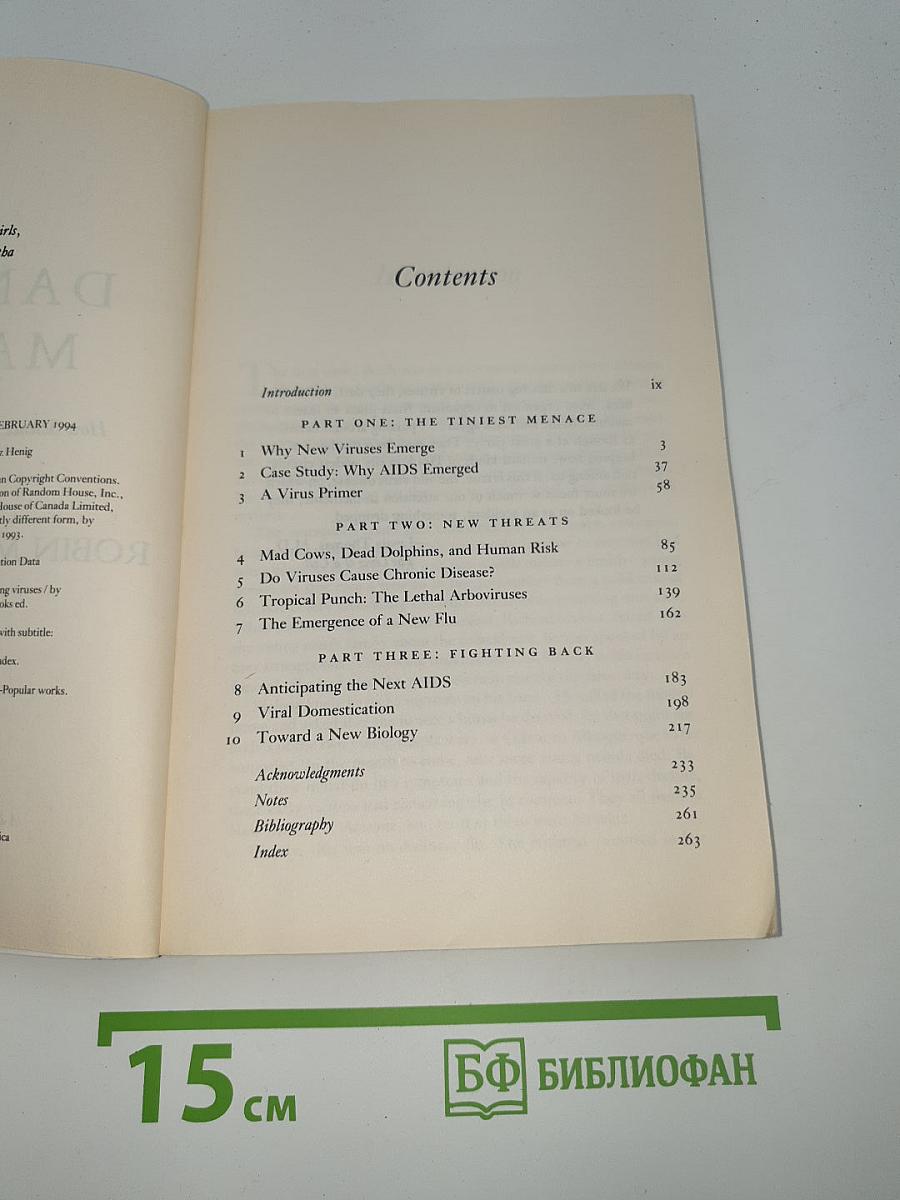 irls,
tha
EBRUARY 1994
z Henig
n Copyright Conventions.
on of Random House, Inc.,
House of Canada Limited,
tly different form, by
1993.
tion Data
ng viruses / by
oks ed.
with subtitle:
ndex.
-Popular works.
ica
Contents
Introduction ix
PART ONE: THE TINIEST MENACE
1 Why New Viruses Emerge 3
2 Case Study: Why AIDS Emerged 37
3 A Virus Primer 58
PART TWO: NEW THREATS
4 Mad Cows, Dead Dolphins, and Human Risk 85
5 Do Viruses Cause Chronic Disease? 112
6 Tropical Punch: The Lethal Arboviruses 139
7 The Emergence of a New Flu 162
PART THREE: FIGHTING BACK
8 Anticipating the Next AIDS 183
9 Viral Domestication 198
10 Toward a New Biology 217
Acknowledgments 233
Notes 235
Bibliography 261
Index 263
15 см
БФ БИБЛИОФАН